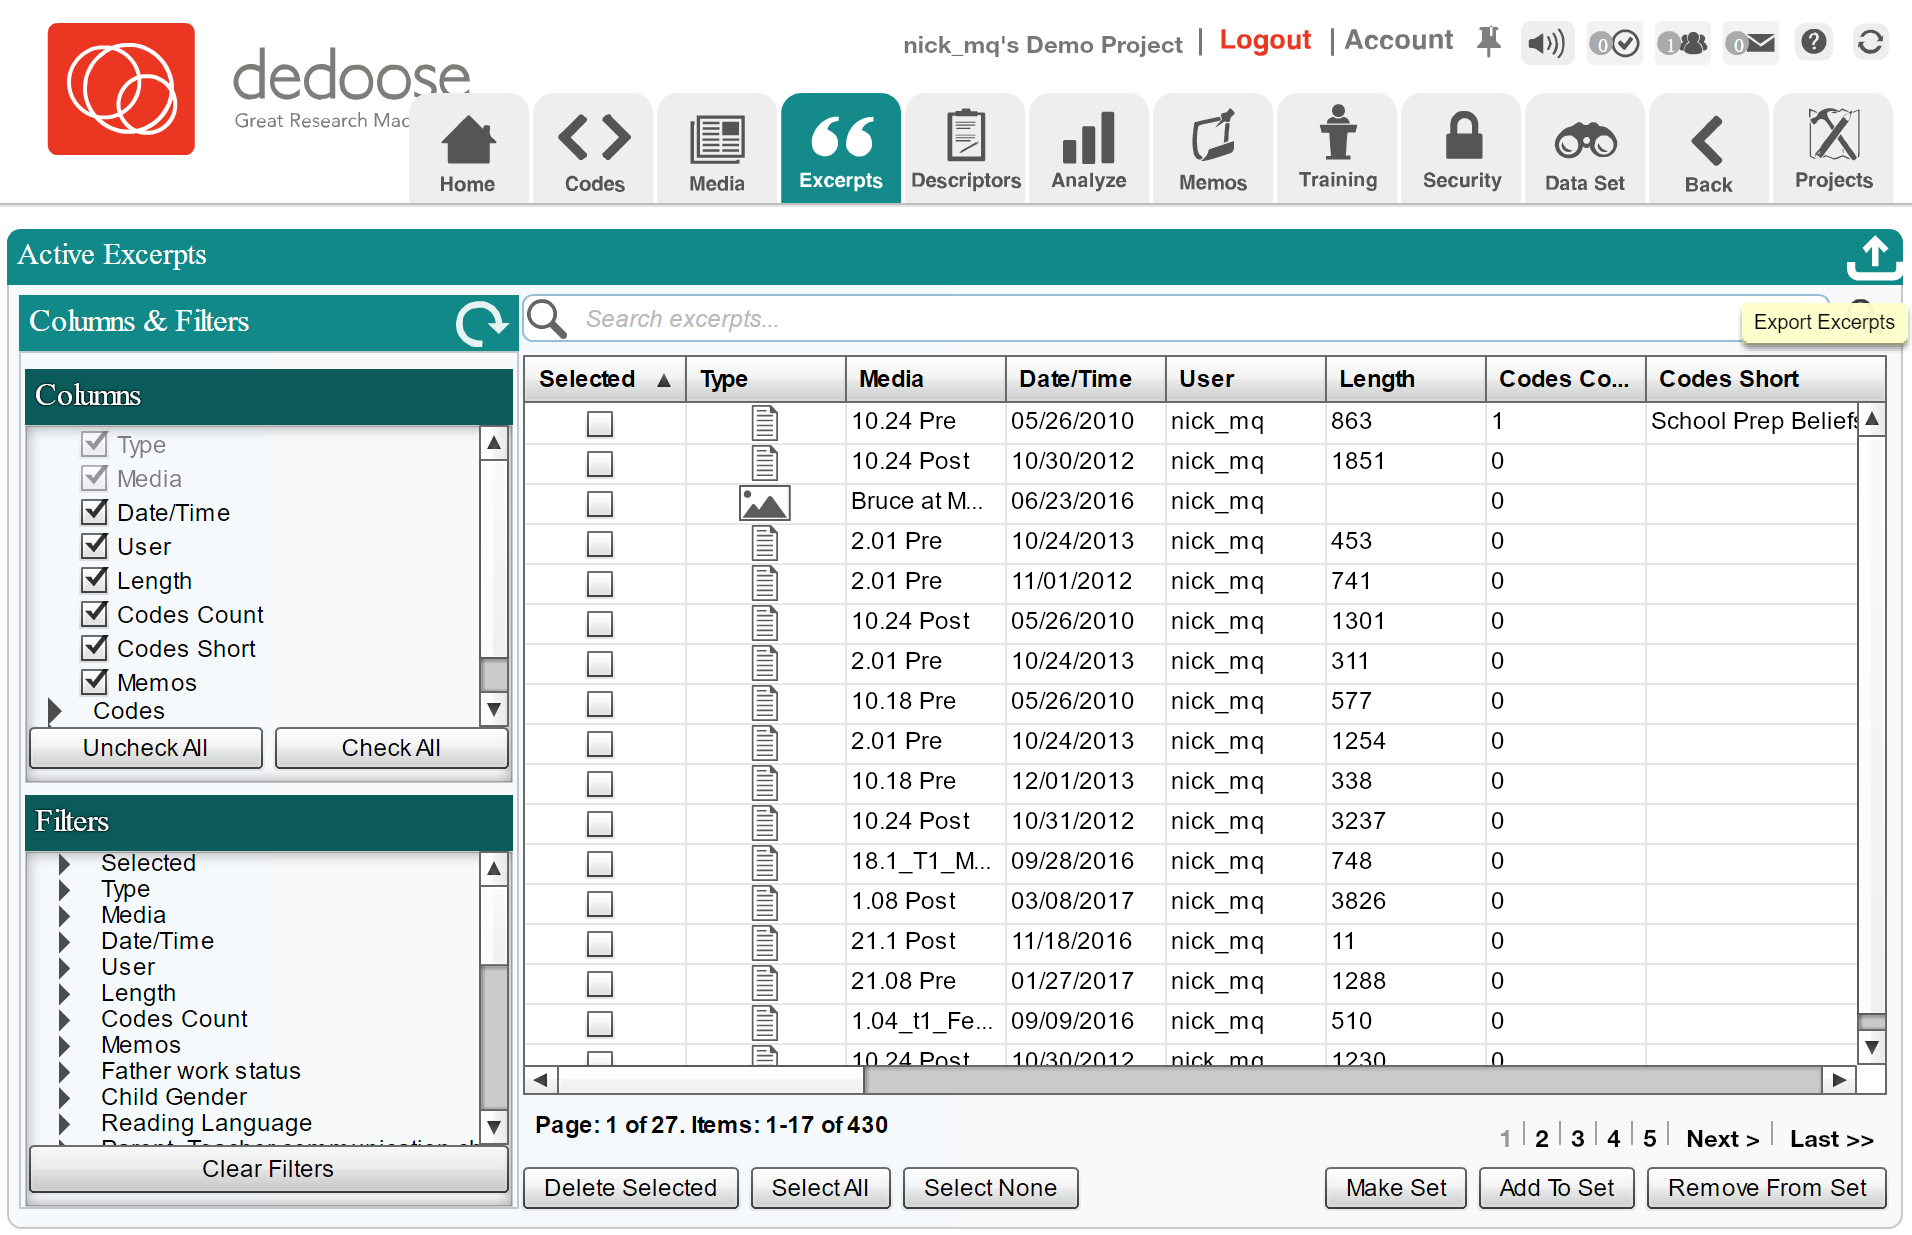 nick_mq's Demo Project | Logout | Account 0 1 0 ?
dedoose
Great Research Mac
Home Codes Media Excerpts Descriptors Analyze Memos Training Security Data Set Back Projects
Active Excerpts
Columns & Filters
Search excerpts...
Export Excerpts
Columns
Type
Media
Date/Time
User
Length
Codes Count
Codes Short
Memos
Codes
Uncheck All Check All
Filters
Selected
Type
Media
Date/Time
User
Length
Codes Count
Memos
Father work status
Child Gender
Reading Language
Clear Filters
Selected ▲ Type Media Date/Time User Length Codes Co... Codes Short
10.24 Pre 05/26/2010 nick_mq 863 1 School Prep Beliefs
10.24 Post 10/30/2012 nick_mq 1851 0
Bruce at M... 06/23/2016 nick_mq 0
2.01 Pre 10/24/2013 nick_mq 453 0
2.01 Pre 11/01/2012 nick_mq 741 0
10.24 Post 05/26/2010 nick_mq 1301 0
2.01 Pre 10/24/2013 nick_mq 311 0
10.18 Pre 05/26/2010 nick_mq 577 0
2.01 Pre 10/24/2013 nick_mq 1254 0
10.18 Pre 12/01/2013 nick_mq 338 0
10.24 Post 10/31/2012 nick_mq 3237 0
18.1_T1_M... 09/28/2016 nick_mq 748 0
1.08 Post 03/08/2017 nick_mq 3826 0
21.1 Post 11/18/2016 nick_mq 11 0
21.08 Pre 01/27/2017 nick_mq 1288 0
1.04_t1_Fe... 09/09/2016 nick_mq 510 0
10.24 Post 10/30/2012 nick_mq 1230 0
Page: 1 of 27. Items: 1-17 of 430
1 | 2 | 3 | 4 | 5 | Next > | Last >>
Delete Selected Select All Select None Make Set Add To Set Remove From Set